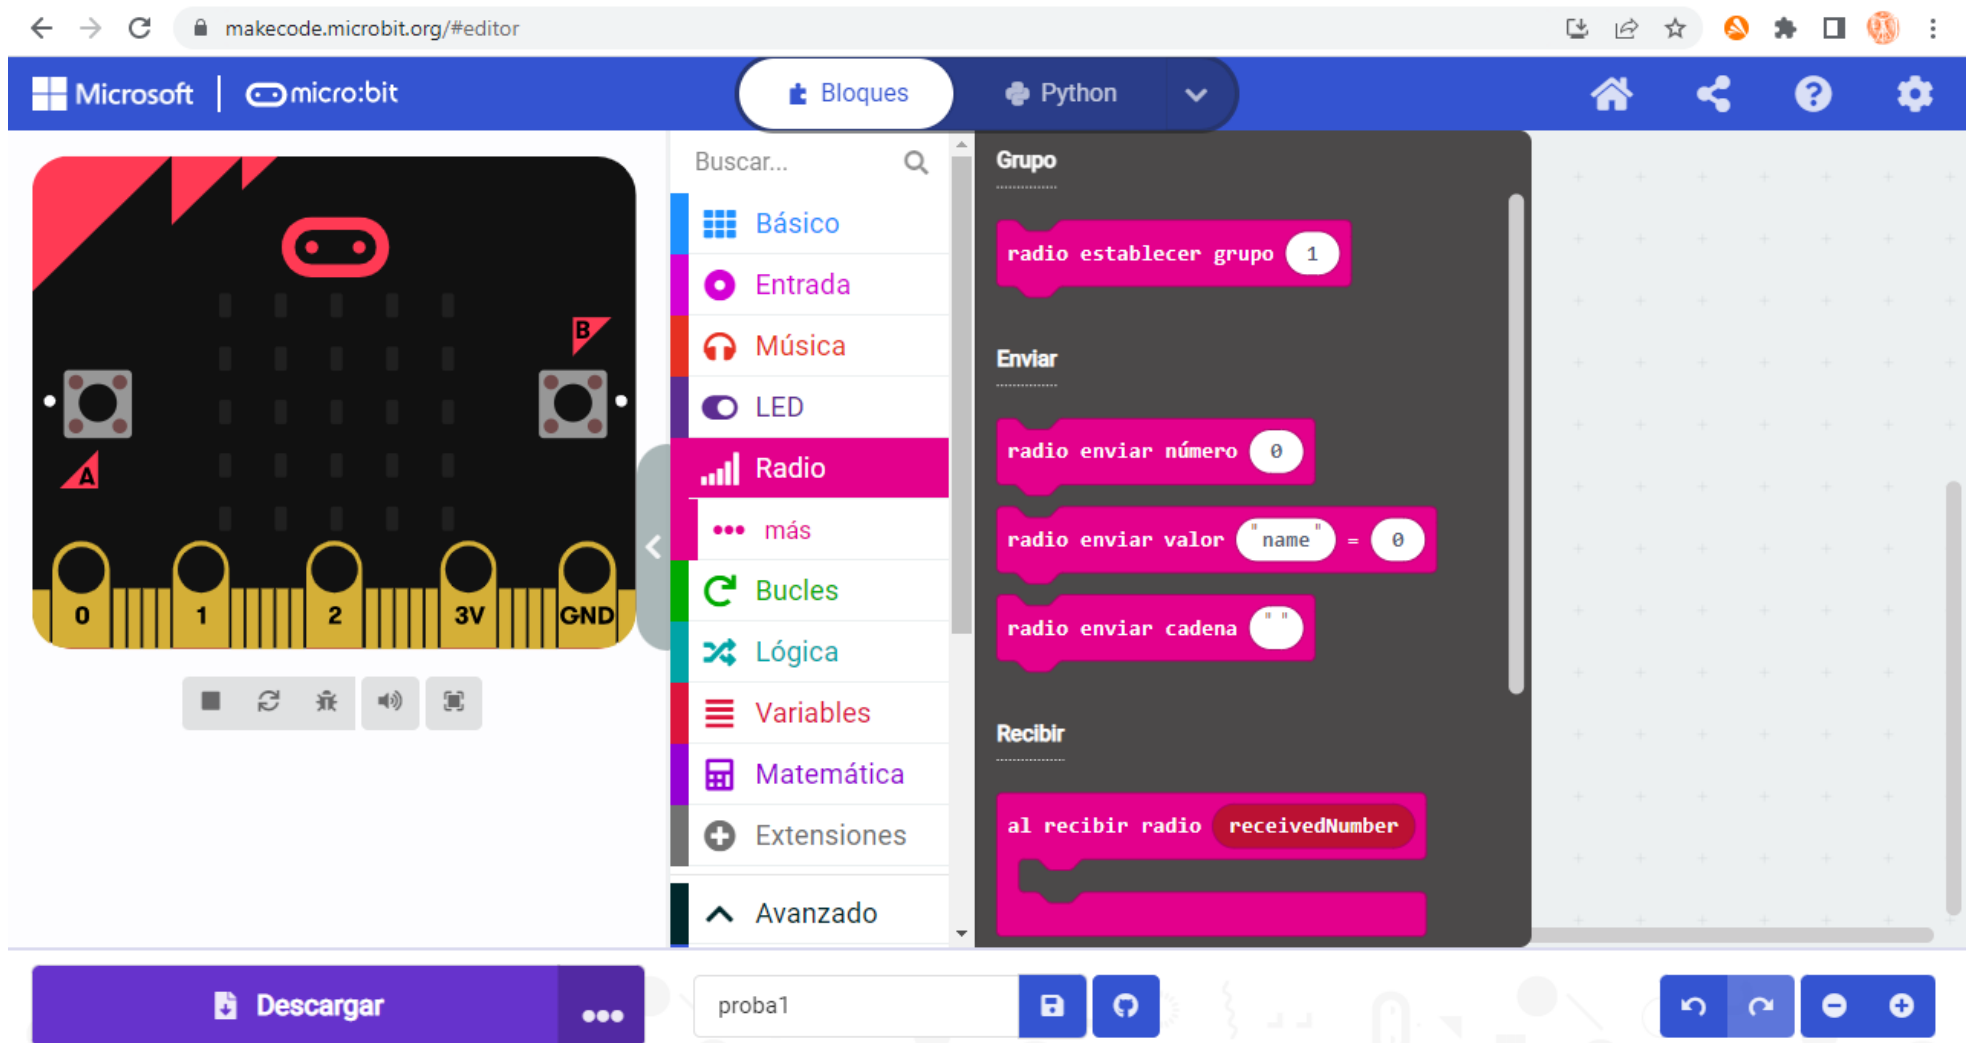 makecode.microbit.org/#editor
Microsoft
micro:bit
Bloques
Python
B
A
0
1
2
3V
GND
Buscar...
Básico
Entrada
Música
LED
Radio
más
Bucles
Lógica
Variables
Matemática
Extensiones
Avanzado
Grupo
radio establecer grupo 1
Enviar
radio enviar número 0
radio enviar valor "name" = 0
radio enviar cadena " "
Recibir
al recibir radio receivedNumber
Descargar
proba1